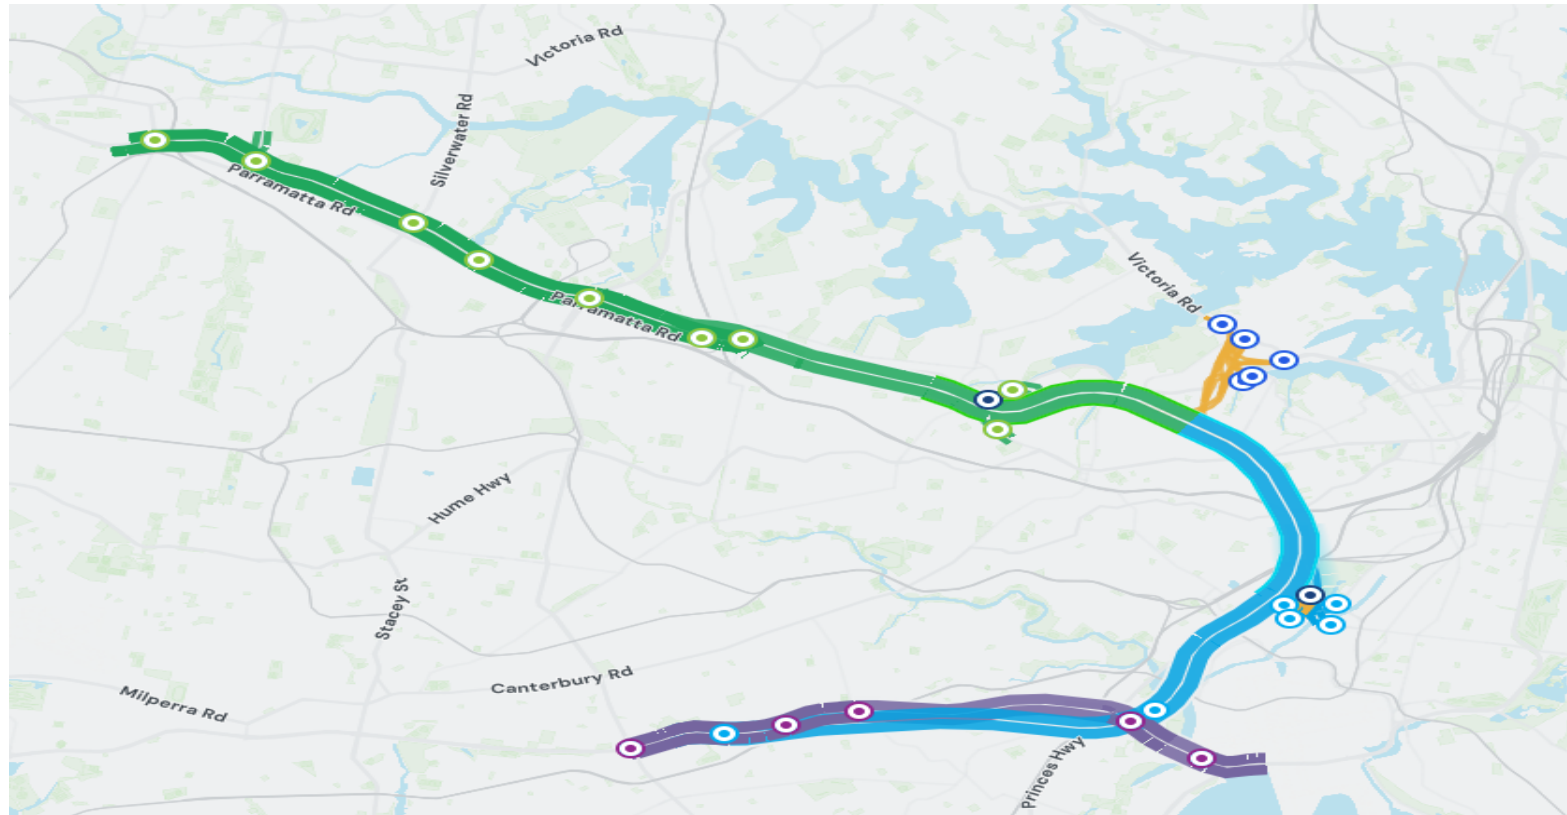 Victoria Rd
Silverwater Rd
Parramatta Rd
Victoria Rd
Parramatta Rd
Hume Hwy
Stacey St
Canterbury Rd
Milperra Rd
Princes Hwy